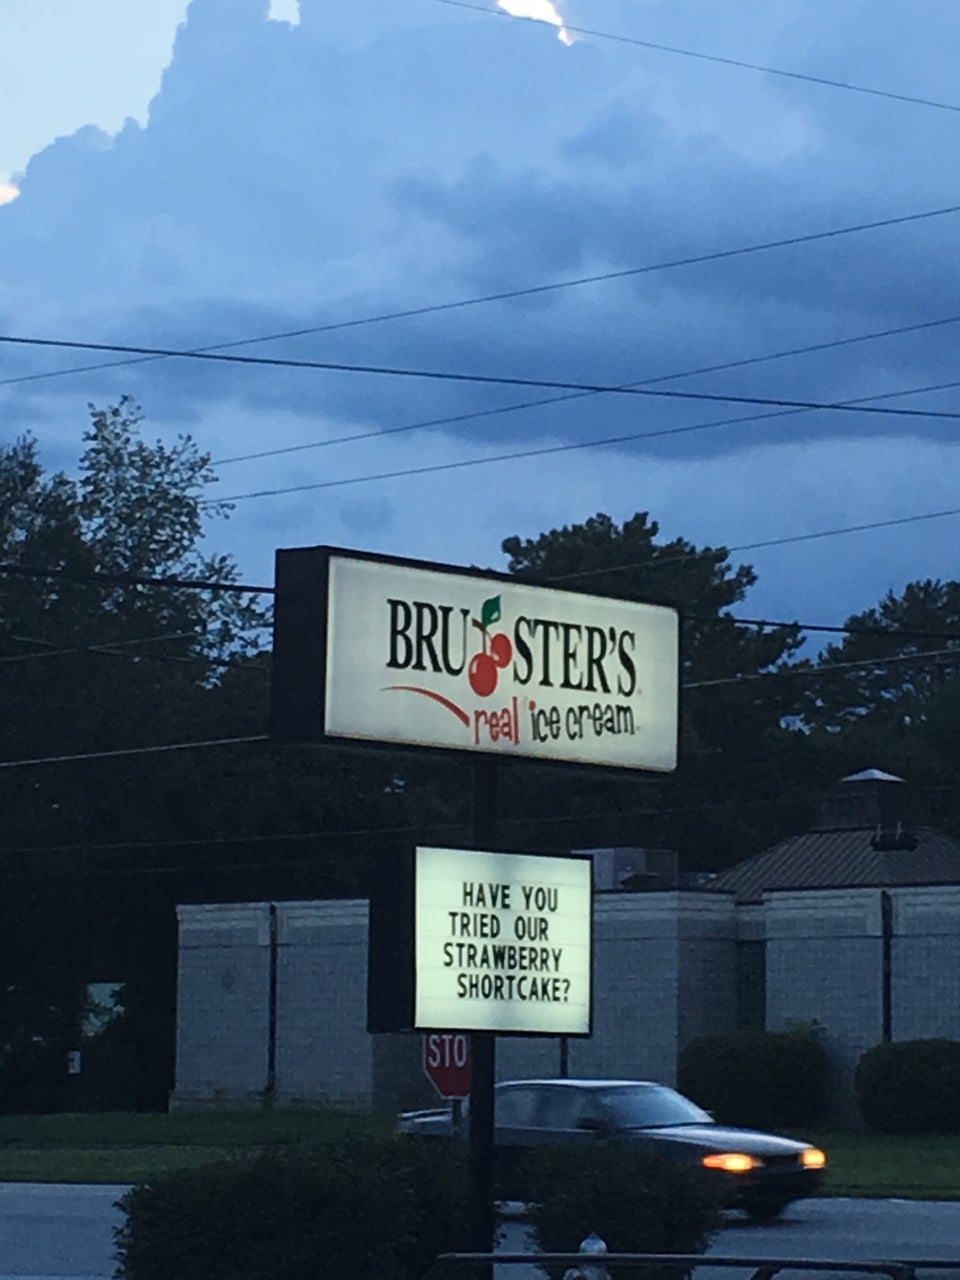 BRUSTER'S
real ice cream
HAVE YOU
TRIED OUR
STRAWBERRY
SHORTCAKE?
STO